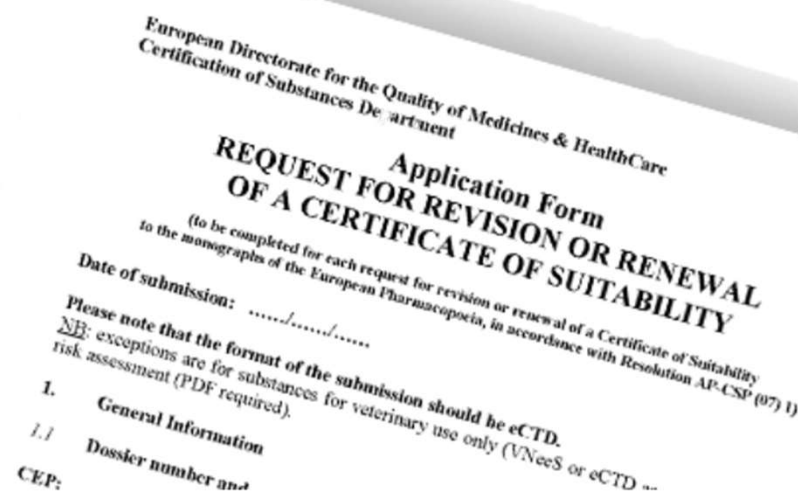 European Directorate for the Quality of Medicines & HealthCare
Certification of Substances Department
Application Form
REQUEST FOR REVISION OR RENEWAL
OF A CERTIFICATE OF SUITABILITY
(to be completed for each request for revision or renewal of a Certificate of Suitability
to the monographs of the European Pharmacopoeia, in accordance with Resolution AP-CSP (07) 1)
Date of submission: ....../....../......
Please note that the format of the submission should be eCTD.
NB: exceptions are for substances for veterinary use only (VNeeS or eCTD
risk assessment (PDF required).
1. General Information
1.1 Dossier number and
CEP: